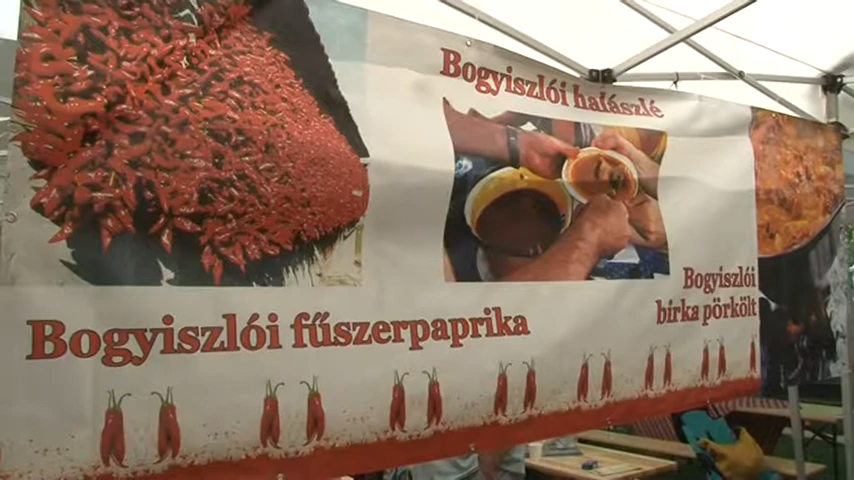 Bogyiszlói halászlé
Bogyiszlói fűszerpaprika
Bogyiszlói
birka pörkölt